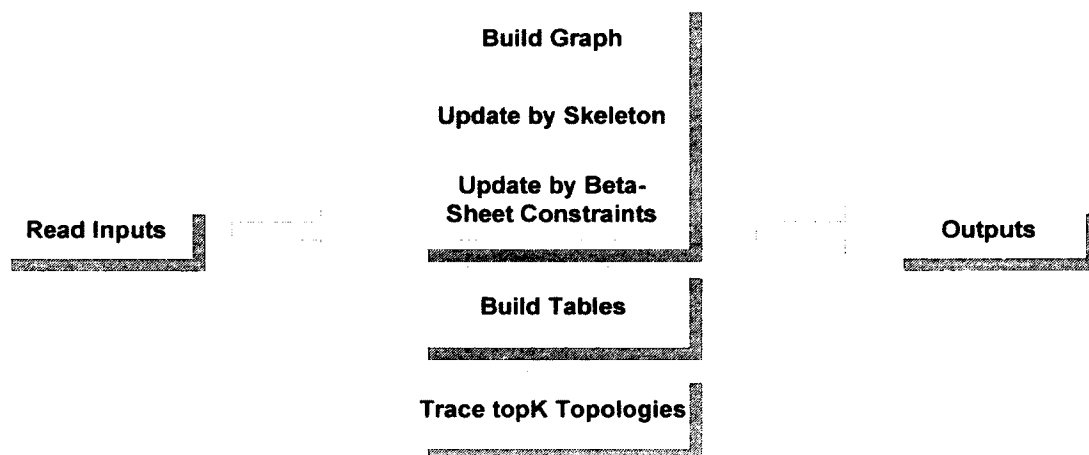 Read Inputs
Build Graph
Update by Skeleton
Update by Beta-
Sheet Constraints
Build Tables
Trace topK Topologies
Outputs